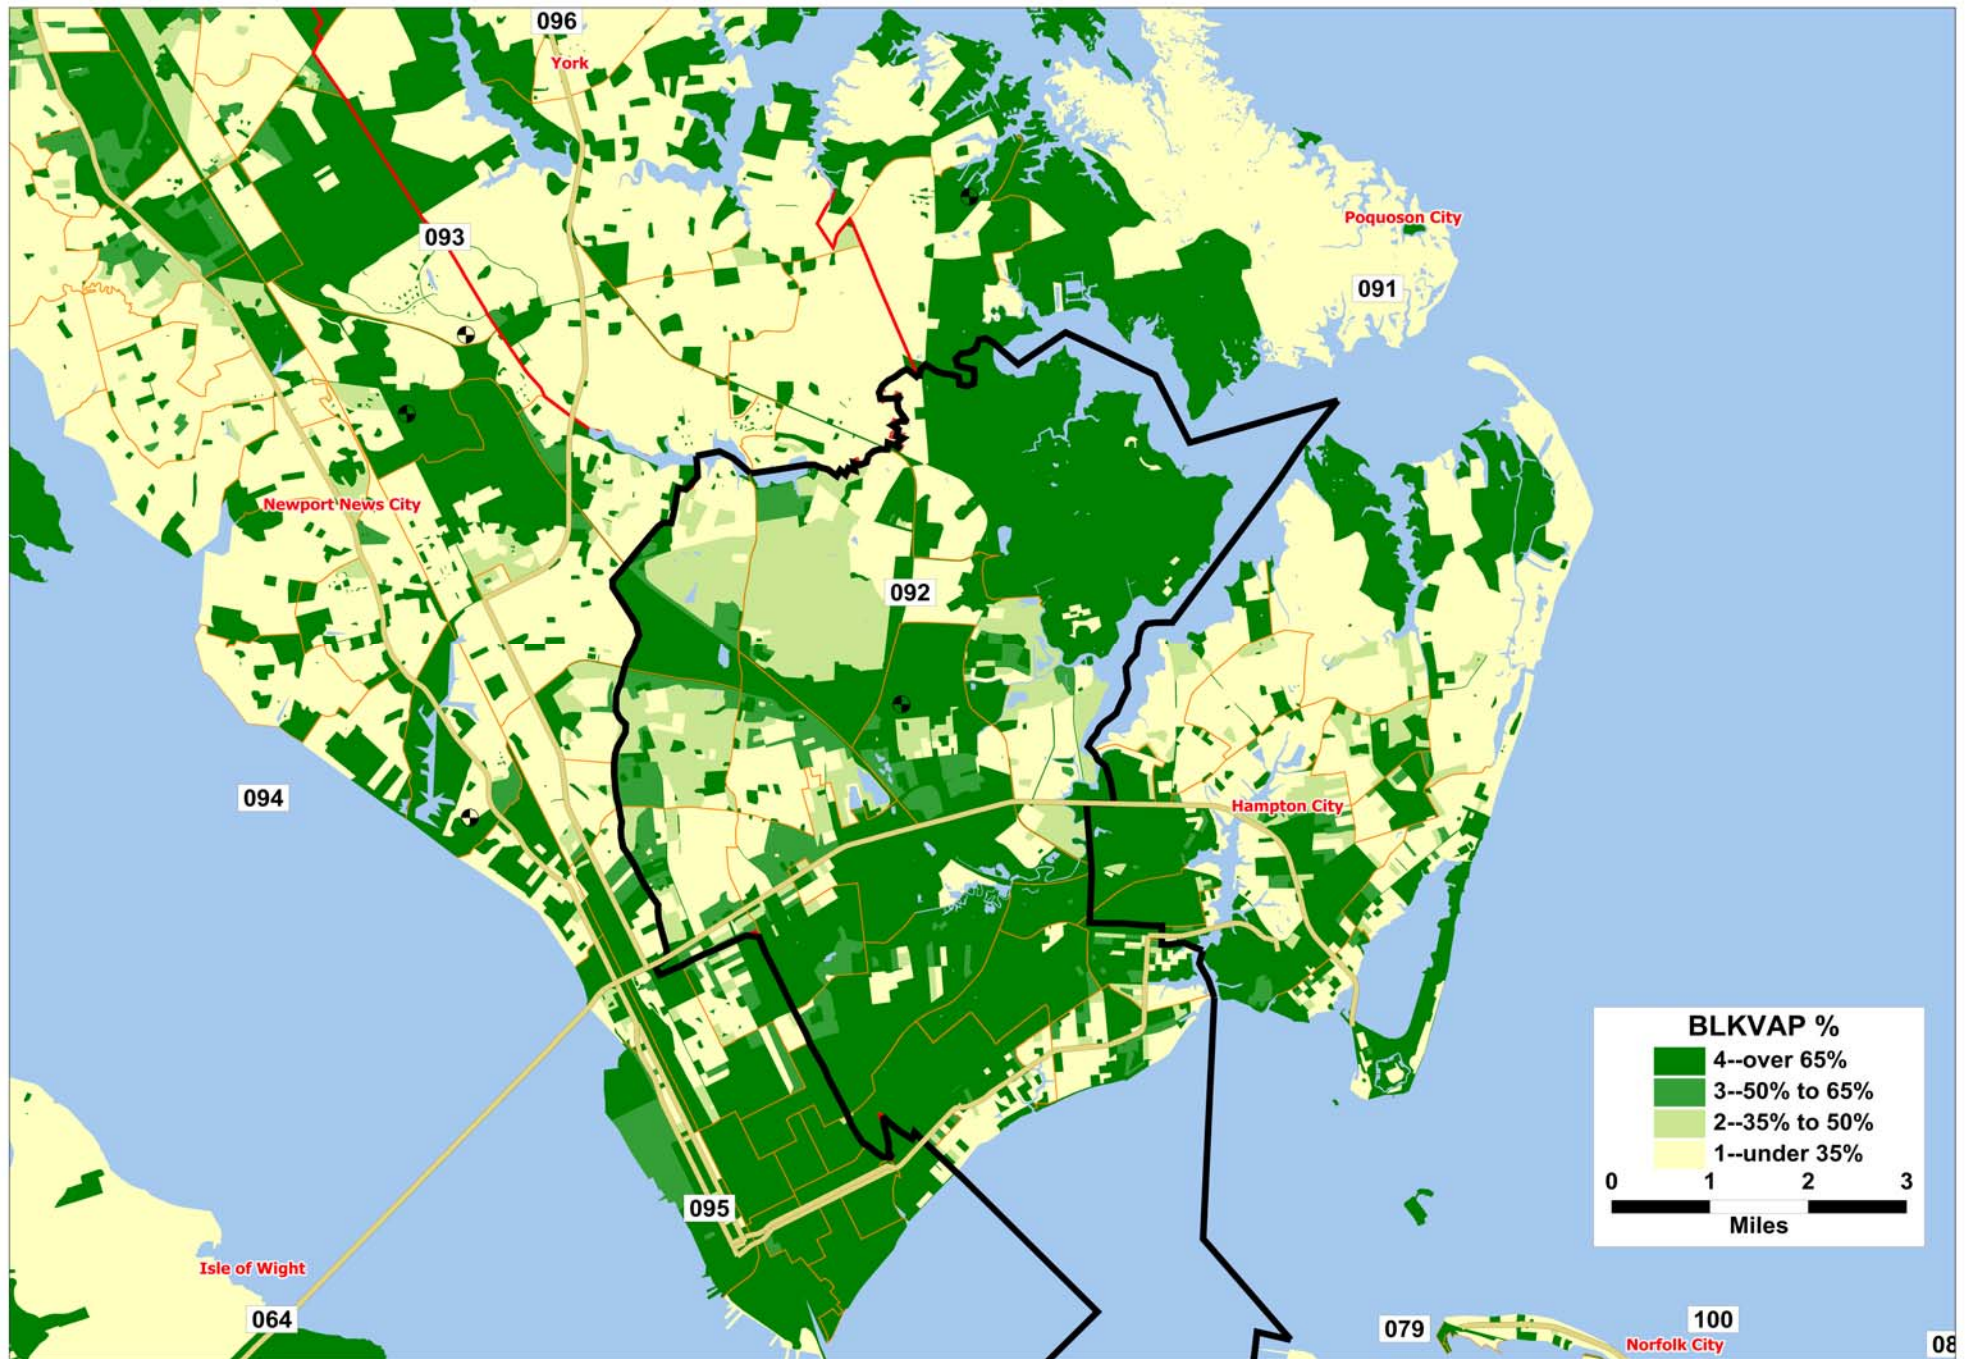 096
York
093
Poquoson City
091
Newport News City
092
094
Hampton City
BLKVAP %
4--over 65%
3--50% to 65%
2--35% to 50%
1--under 35%
0 1 2 3
Miles
095
Isle of Wight
064
079
100
Norfolk City
08